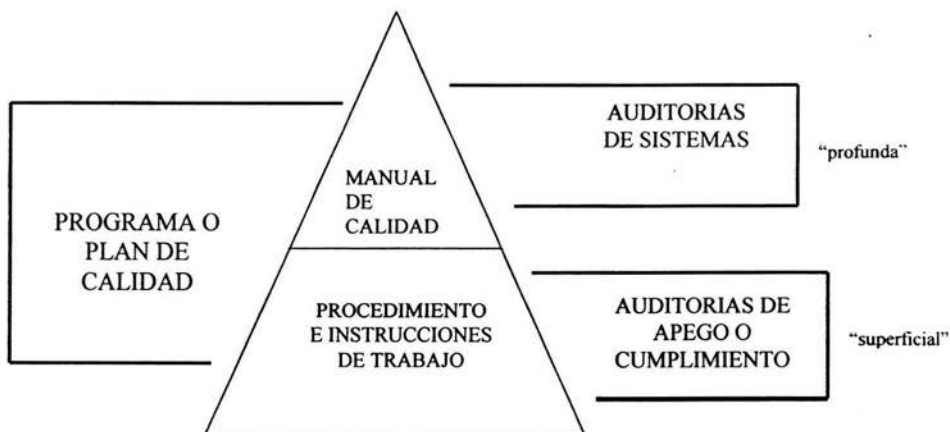 PROGRAMA O
PLAN DE
CALIDAD
MANUAL
DE
CALIDAD
PROCEDIMIENTO
E INSTRUCCIONES
DE TRABAJO
AUDITORIAS
DE SISTEMAS
“profunda”
AUDITORIAS DE
APEGO O
CUMPLIMIENTO
“superficial”